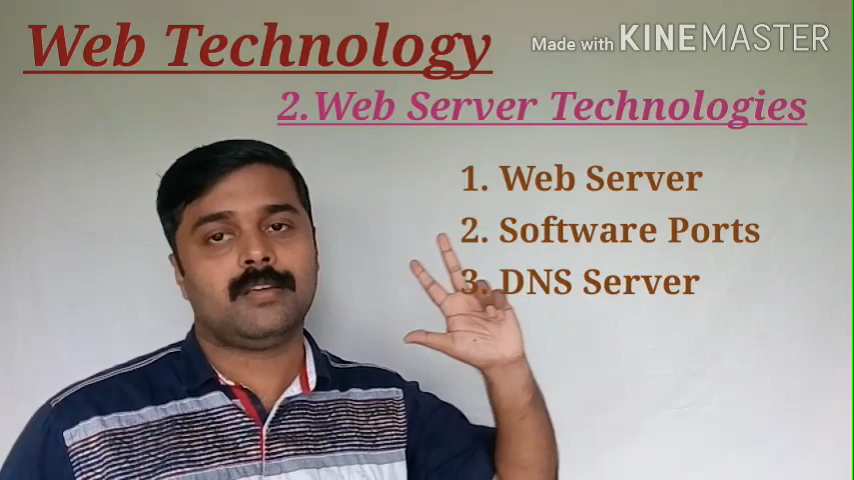 Web Technology
Made with KINEMASTER
2.Web Server Technologies
1. Web Server
2. Software Ports
3. DNS Server